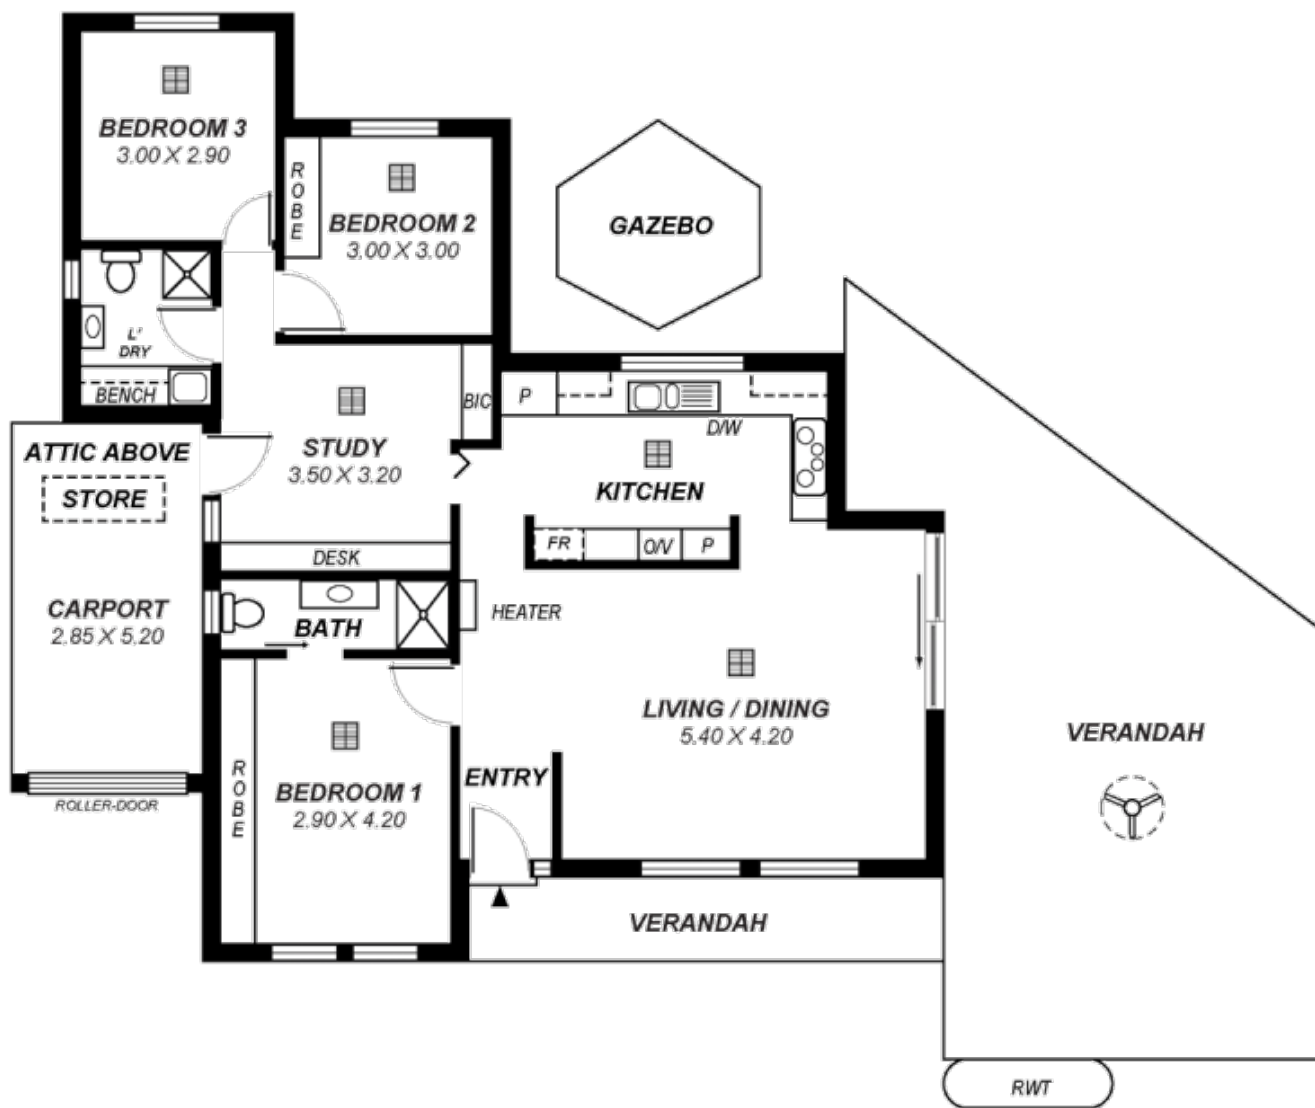 BEDROOM 3
3.00 X 2.90
ROBE
BEDROOM 2
3.00 X 3.00
GAZEBO
L'
DRY
BENCH
BIC
P
D/W
ATTIC ABOVE
STORE
STUDY
3.50 X 3.20
KITCHEN
FR
O/V
P
DESK
CARPORT
2.85 X 5.20
BATH
HEATER
LIVING / DINING
5.40 X 4.20
VERANDAH
ROBE
BEDROOM 1
2.90 X 4.20
ENTRY
ROLLER-DOOR
VERANDAH
RWT